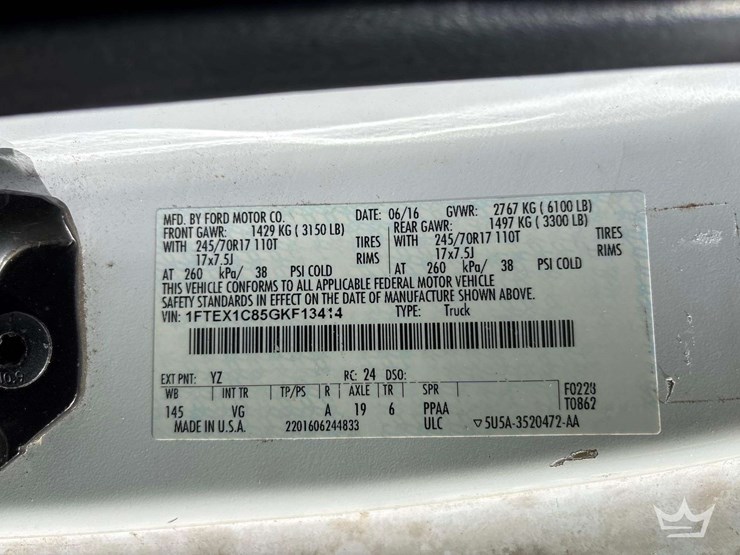 MFD. BY FORD MOTOR CO. DATE: 06/16 GVWR: 2767 KG ( 6100 LB)
FRONT GAWR: 1429 KG ( 3150 LB) REAR GAWR: 1497 KG ( 3300 LB)
WITH 245/70R17 110T TIRES WITH 245/70R17 110T TIRES
17x7.5J RIMS 17x7.5J RIMS
AT 260 kPa/ 38 PSI COLD AT 260 kPa/ 38 PSI COLD
THIS VEHICLE CONFORMS TO ALL APPLICABLE FEDERAL MOTOR VEHICLE
SAFETY STANDARDS IN EFFECT ON THE DATE OF MANUFACTURE SHOWN ABOVE.
VIN: 1FTEX1C85GKF13414 TYPE: Truck
EXT PNT: YZ RC: 24 DSO:
WB INT TR TP/PS R AXLE TR SPR F0228
145 VG A 19 6 PPAA T0862
MADE IN U.S.A. 2201606244833 ULC ▽5U5A-3520472-AA